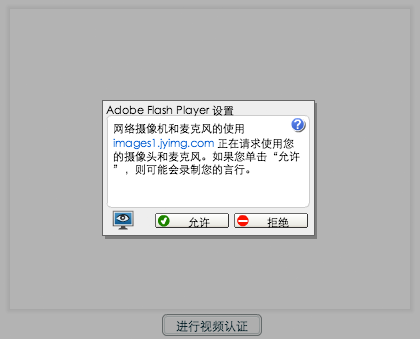 Adobe Flash Player 设置
网络摄像机和麦克风的使用
images1.jyimg.com 正在请求使用您
的摄像头和麦克风。如果您单击“允许
”，则可能会录制您的言行。
允许 拒绝
进行视频认证